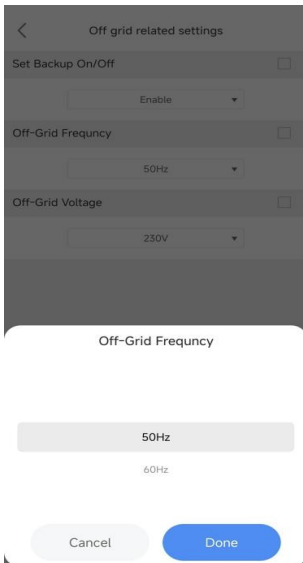 Off grid related settings
Set Backup On/Off
Enable
Off-Grid Frequncy
50Hz
Off-Grid Voltage
230V
Off-Grid Frequncy
50Hz
60Hz
Cancel Done